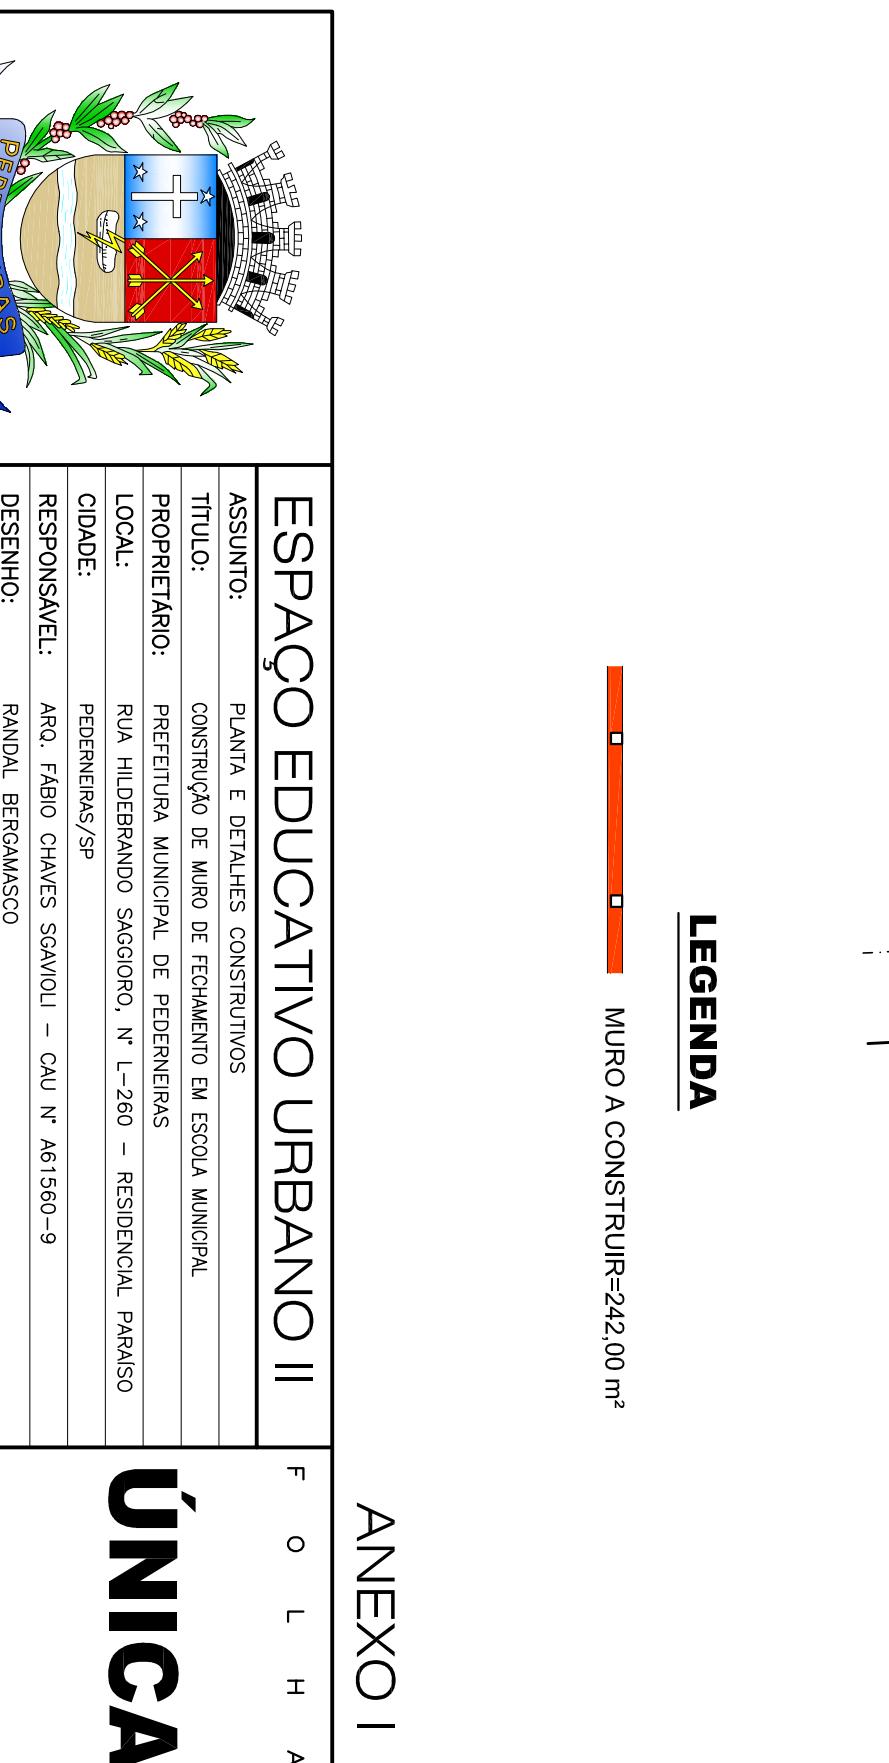 LEGENDA
MURO A CONSTRUIR=242,00 m²
ANEXO I
ESPAÇO EDUCATIVO URBANO II
ASSUNTO: PLANTA E DETALHES CONSTRUTIVOS
TÍTULO: CONSTRUÇÃO DE MURO DE FECHAMENTO EM ESCOLA MUNICIPAL
PROPRIETÁRIO: PREFEITURA MUNICIPAL DE PEDERNEIRAS
LOCAL: RUA HILDEBRANDO SAGGIORO, N° L-260 - RESIDENCIAL PARAÍSO
CIDADE: PEDERNEIRAS/SP
RESPONSÁVEL: ARQ. FÁBIO CHAVES SGAVIOLI - CAU N° A61560-9
DESENHO: RANDAL BERGAMASCO
F O L H A
ÚNICA